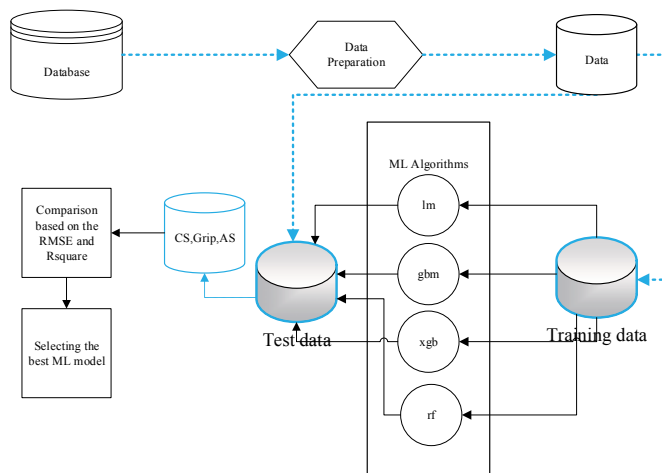 Database
Data
Preparation
Data
ML Algorithms
lm
gbm
xgb
rf
Training data
Test data
CS,Grip,AS
Comparison
based on the
RMSE and
Rsquare
Selecting the
best ML model